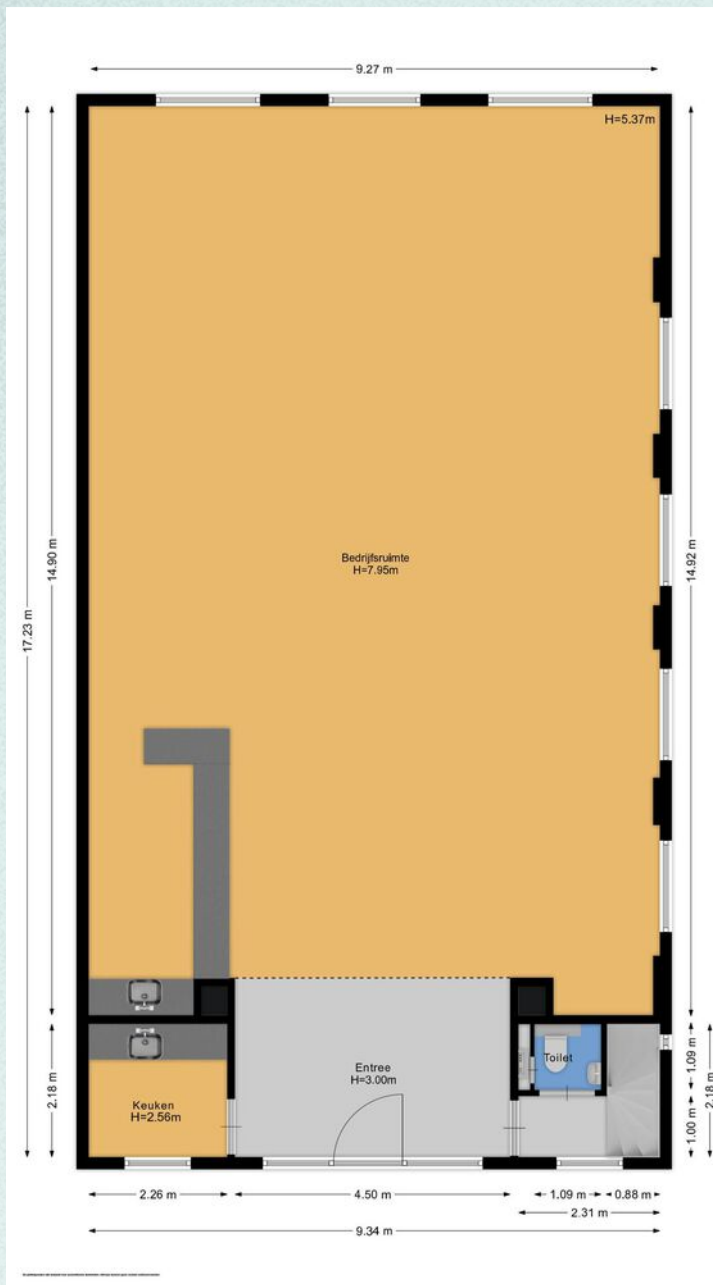 9.27 m
H=5.37m
14.90 m
17.23 m
14.92 m
Bedrijfsruimte
H=7.95m
Entree
H=3.00m
Toilet
Keuken
H=2.56m
2.18 m
1.09 m
1.00 m
2.18 m
2.26 m
4.50 m
1.09 m
0.88 m
2.31 m
9.34 m